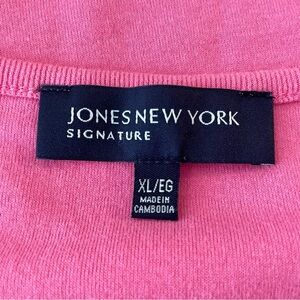 JONES NEW YORK
SIGNATURE
XL/EG
MADE IN
CAMBODIA